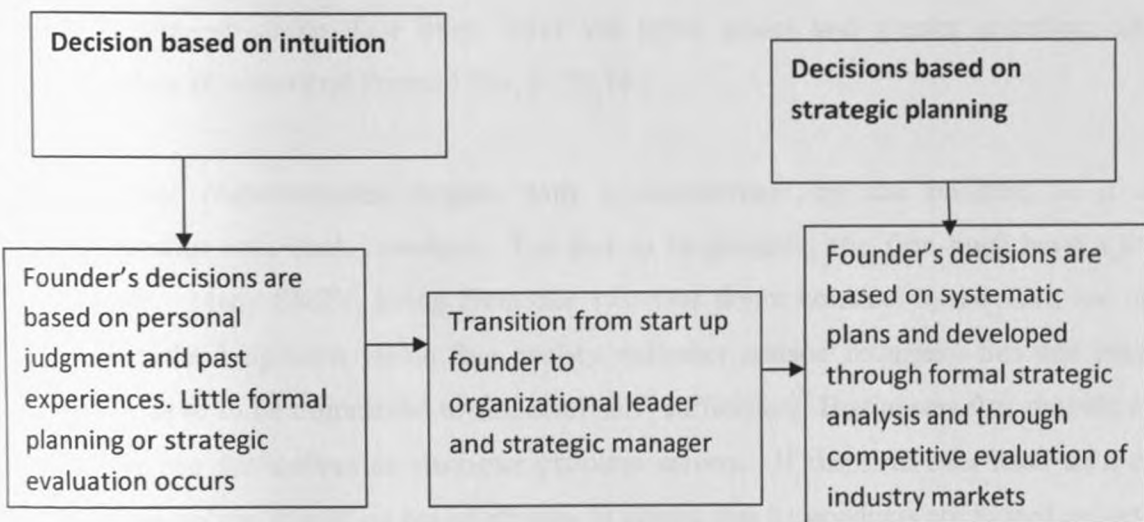 Decision based on intuition
Decisions based on
strategic planning
Founder's decisions are
based on personal
judgment and past
experiences. Little formal
planning or strategic
evaluation occurs
Transition from start up
founder to
organizational leader
and strategic manager
Founder's decisions are
based on systematic
plans and developed
through formal strategic
analysis and through
competitive evaluation of
industry markets